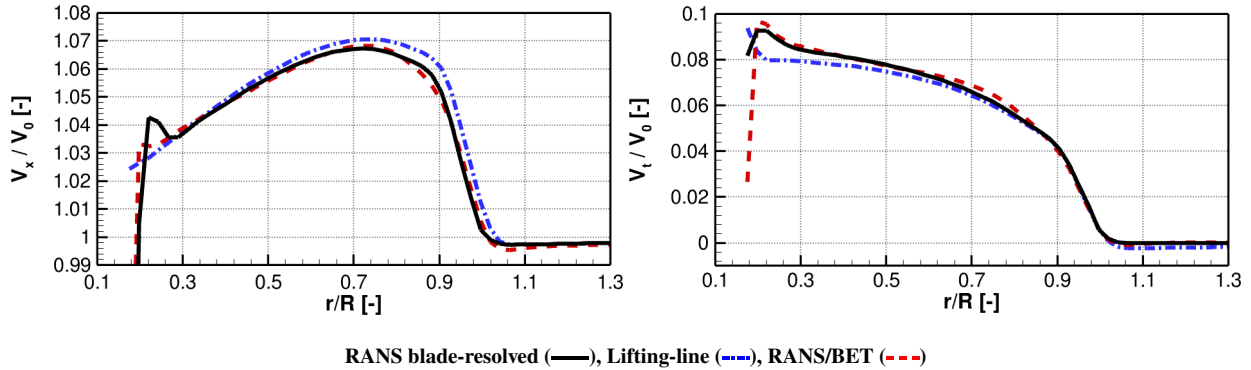 1.08
1.07
1.06
1.05
1.04
1.03
1.02
1.01
1
0.99
V_x / V_0 [-]
0.1 0.3 0.5 0.7 0.9 1.1 1.3
r/R [-]
0.1
0.08
0.06
0.04
0.02
0
V_t / V_0 [-]
0.1 0.3 0.5 0.7 0.9 1.1 1.3
r/R [-]
RANS blade-resolved (), Lifting-line (), RANS/BET ()